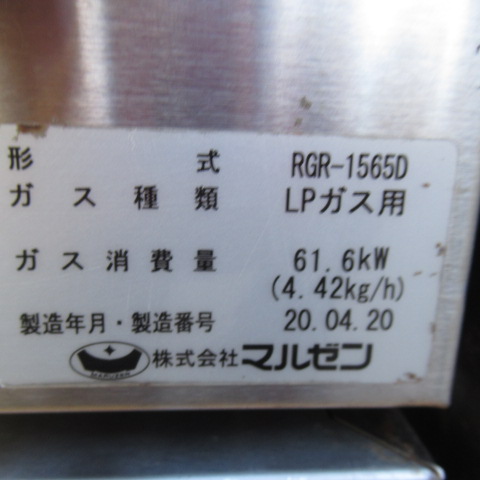 形式 RGR-1565D
ガス種類 LPガス用
ガス消費量 61.6kW
(4.42kg/h)
製造年月・製造番号 20.04.20
MARUZEN 株式会社マルゼン